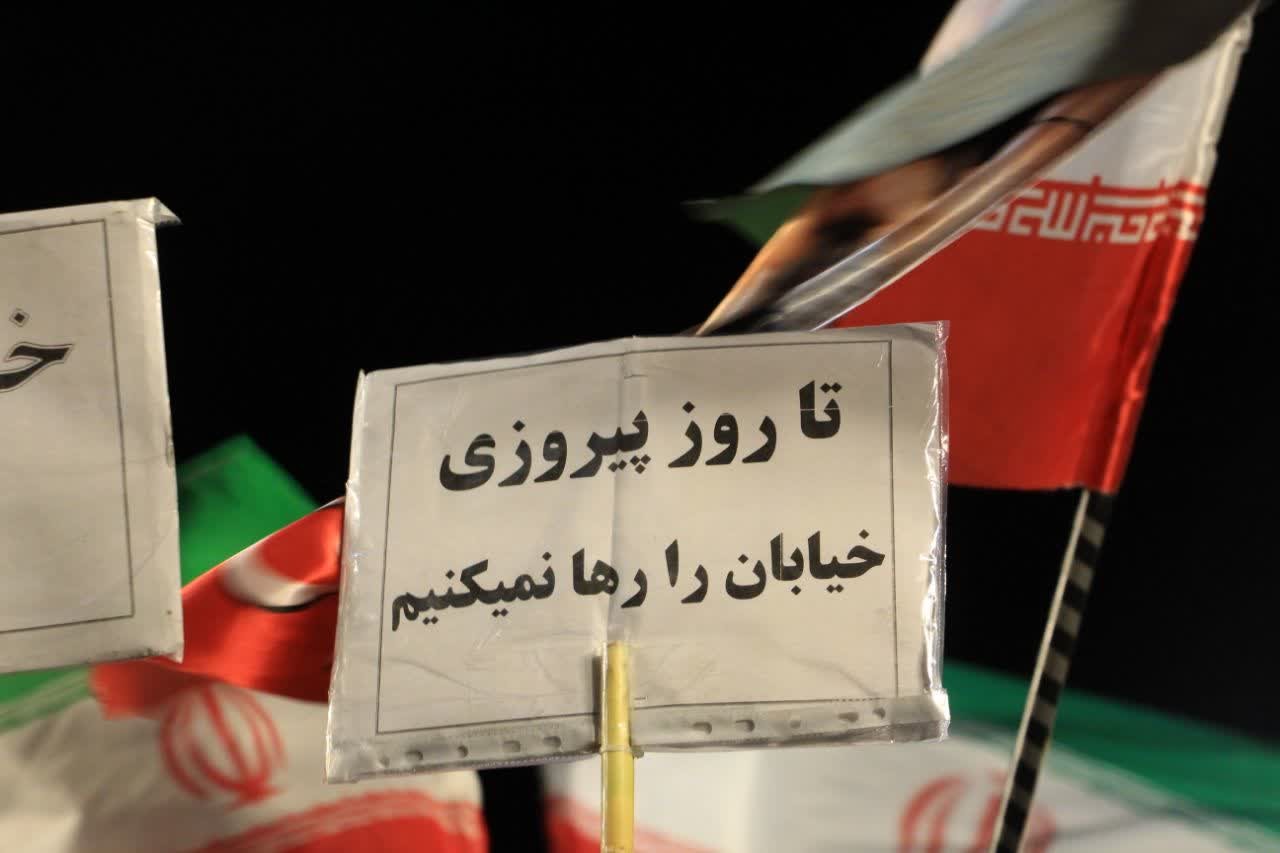 تا روز پیروزی
خیابان را رها نمیکنیم